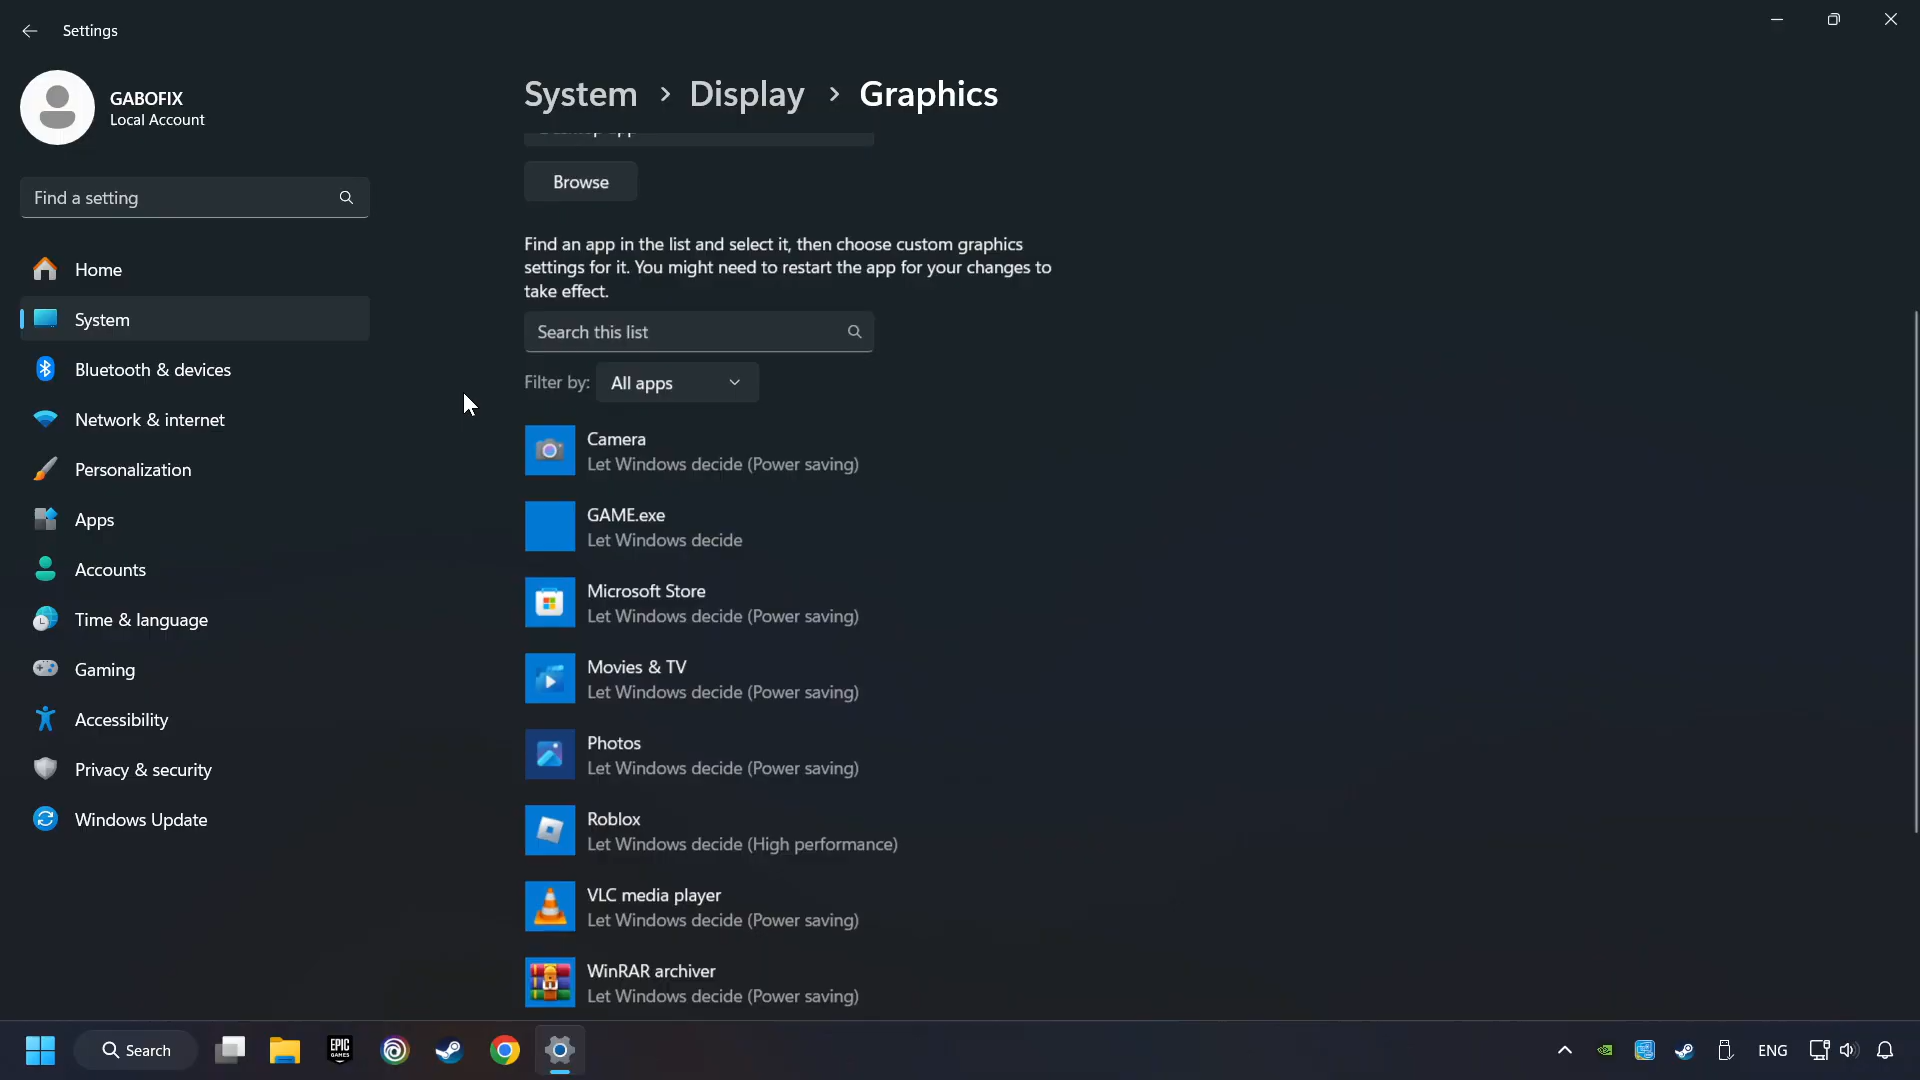 Settings
GABOFIX
Local Account
Find a setting
Home
System
Bluetooth & devices
Network & internet
Personalization
Apps
Accounts
Time & language
Gaming
Accessibility
Privacy & security
Windows Update
System > Display > Graphics
Browse
Find an app in the list and select it, then choose custom graphics
settings for it. You might need to restart the app for your changes to
take effect.
Search this list
Filter by: All apps
Camera
Let Windows decide (Power saving)
GAME.exe
Let Windows decide
Microsoft Store
Let Windows decide (Power saving)
Movies & TV
Let Windows decide (Power saving)
Photos
Let Windows decide (Power saving)
Roblox
Let Windows decide (High performance)
VLC media player
Let Windows decide (Power saving)
WinRAR archiver
Let Windows decide (Power saving)
Search
EPIC
GAMES
ENG